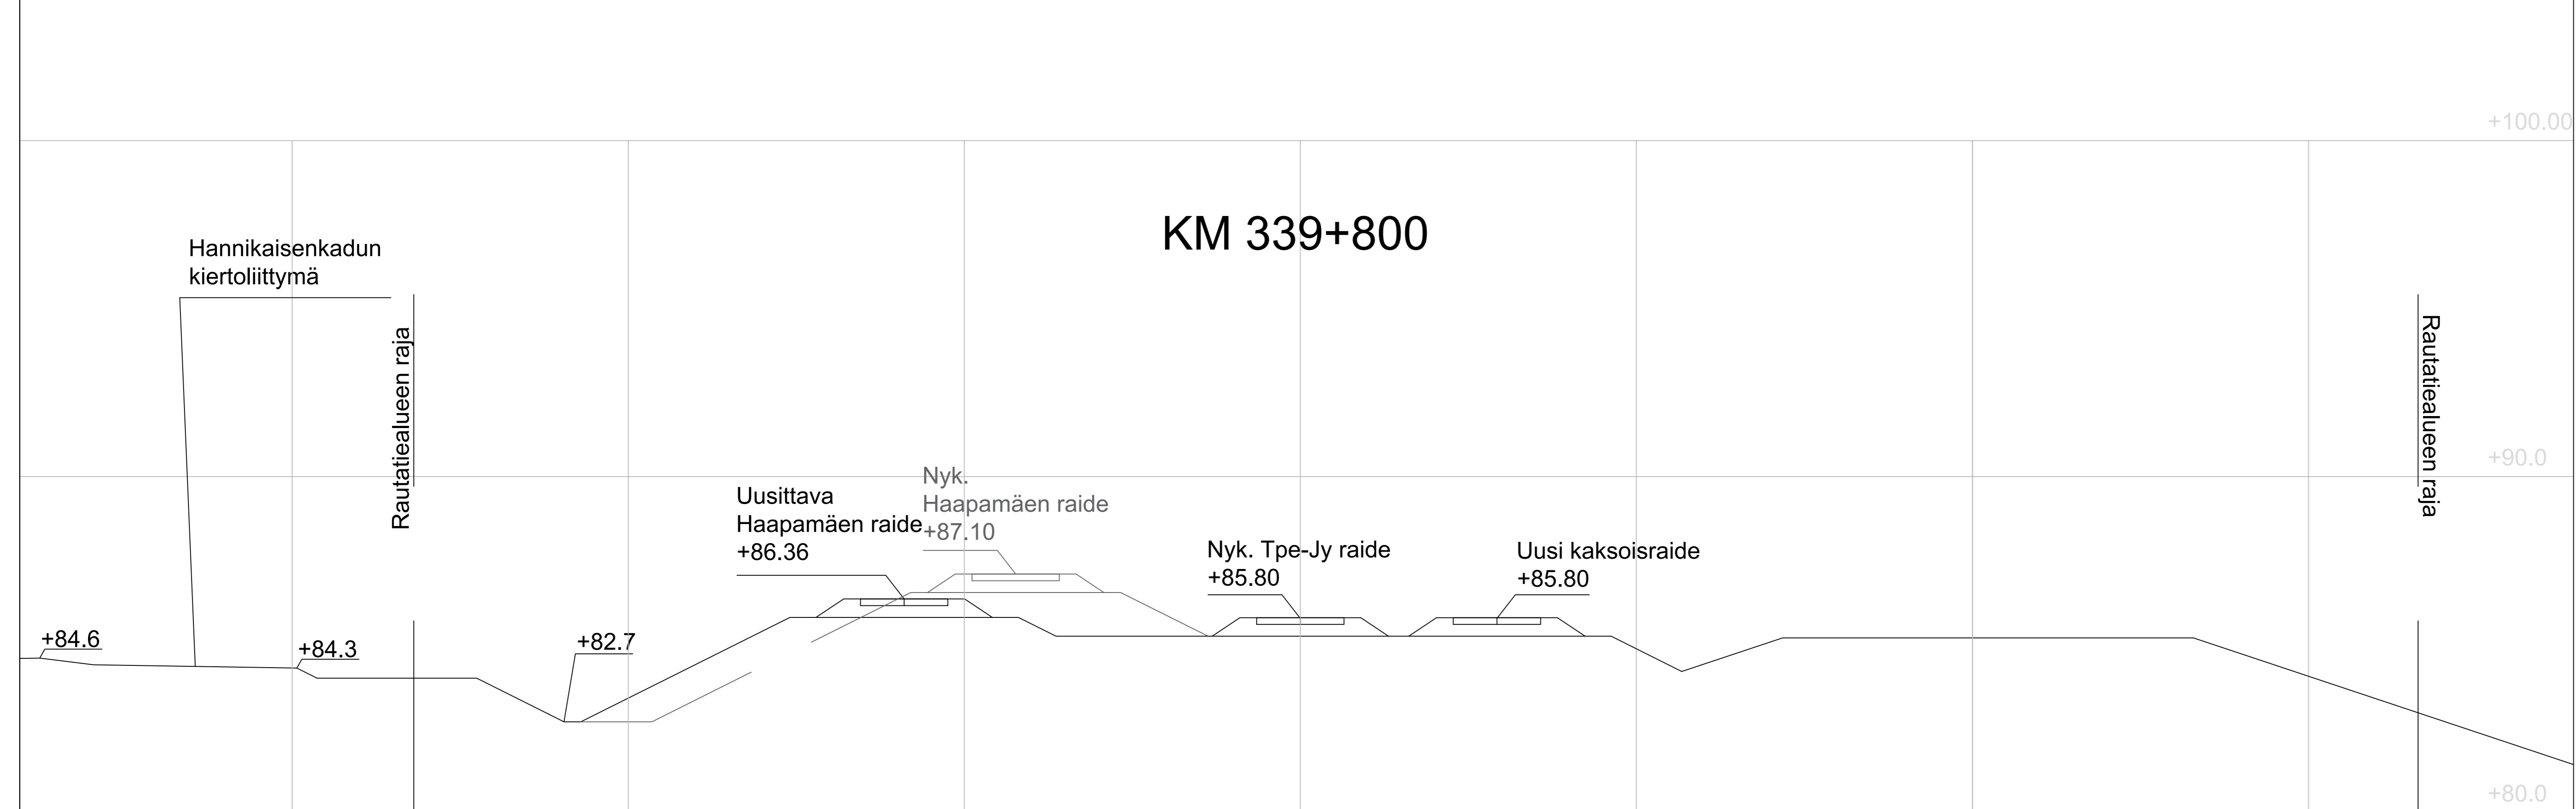 +100.00
KM 339+800
Hannikaisenkadun
kiertoliittymä
Rautatiealueen raja
Rautatiealueen raja
+90.0
Nyk.
Haapamäen raide
+87.10
Uusittava
Haapamäen raide
+86.36
Nyk. Tpe-Jy raide
+85.80
Uusi kaksoisraide
+85.80
+84.6
+84.3
+82.7
+80.0